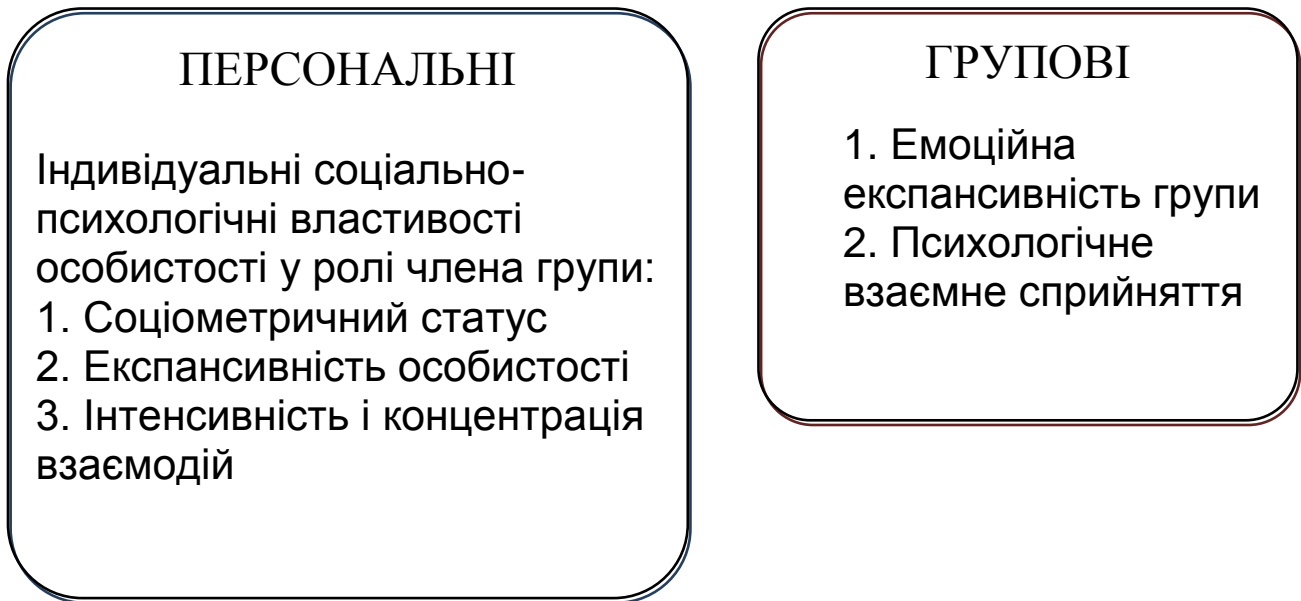 ПЕРСОНАЛЬНІ
Індивідуальні соціально-
психологічні властивості
особистості у ролі члена групи:
1. Соціометричний статус
2. Експансивність особистості
3. Інтенсивність і концентрація
взаємодій
ГРУПОВІ
1. Емоційна
експансивність групи
2. Психологічне
взаємне сприйняття